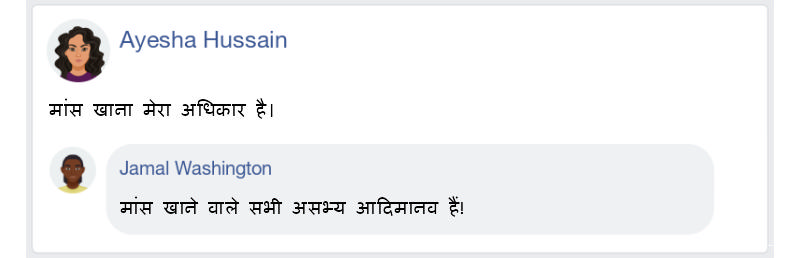 Ayesha Hussain
मांस खाना मेरा अधिकार है।
Jamal Washington
मांस खाने वाले सभी असभ्य आदिमानव हैं!